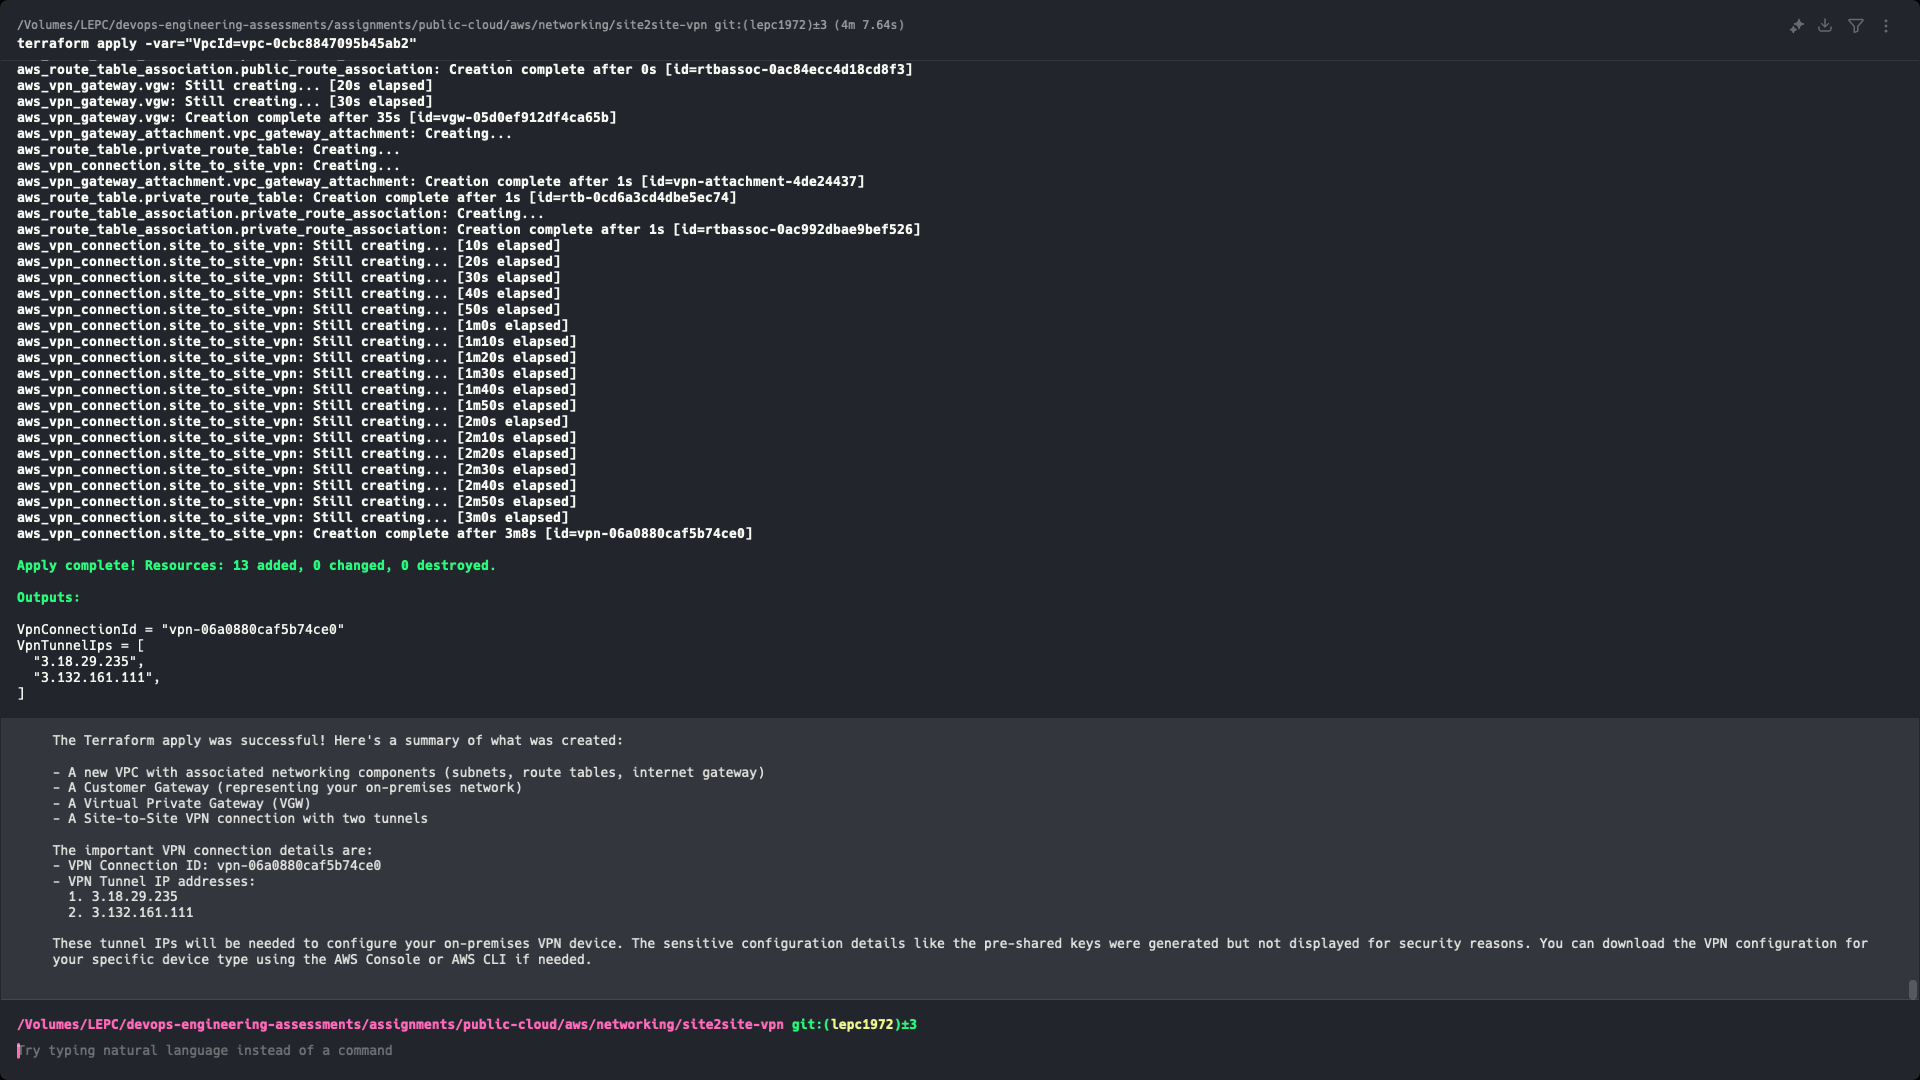 /Volumes/LEPC/devops-engineering-assessments/assignments/public-cloud/aws/networking/site2site-vpn git:(lepc1972)±3 (4m 7.64s)
terraform apply -var="VpcId=vpc-0cbc8847095b45ab2"
aws_route_table_association.public_route_association: Creation complete after 0s [id=rtbassoc-0ac84ecc4d18cd8f3]
aws_vpn_gateway.vgw: Still creating... [20s elapsed]
aws_vpn_gateway.vgw: Still creating... [30s elapsed]
aws_vpn_gateway.vgw: Creation complete after 35s [id=vgw-05d0ef912df4ca65b]
aws_vpn_gateway_attachment.vpc_gateway_attachment: Creating...
aws_route_table.private_route_table: Creating...
aws_vpn_connection.site_to_site_vpn: Creating...
aws_vpn_gateway_attachment.vpc_gateway_attachment: Creation complete after 1s [id=vpn-attachment-4de24437]
aws_route_table.private_route_table: Creation complete after 1s [id=rtb-0cd6a3cd4dbe5ec74]
aws_route_table_association.private_route_association: Creating...
aws_route_table_association.private_route_association: Creation complete after 1s [id=rtbassoc-0ac992dbae9bef526]
aws_vpn_connection.site_to_site_vpn: Still creating... [10s elapsed]
aws_vpn_connection.site_to_site_vpn: Still creating... [20s elapsed]
aws_vpn_connection.site_to_site_vpn: Still creating... [30s elapsed]
aws_vpn_connection.site_to_site_vpn: Still creating... [40s elapsed]
aws_vpn_connection.site_to_site_vpn: Still creating... [50s elapsed]
aws_vpn_connection.site_to_site_vpn: Still creating... [1m0s elapsed]
aws_vpn_connection.site_to_site_vpn: Still creating... [1m10s elapsed]
aws_vpn_connection.site_to_site_vpn: Still creating... [1m20s elapsed]
aws_vpn_connection.site_to_site_vpn: Still creating... [1m30s elapsed]
aws_vpn_connection.site_to_site_vpn: Still creating... [1m40s elapsed]
aws_vpn_connection.site_to_site_vpn: Still creating... [1m50s elapsed]
aws_vpn_connection.site_to_site_vpn: Still creating... [2m0s elapsed]
aws_vpn_connection.site_to_site_vpn: Still creating... [2m10s elapsed]
aws_vpn_connection.site_to_site_vpn: Still creating... [2m20s elapsed]
aws_vpn_connection.site_to_site_vpn: Still creating... [2m30s elapsed]
aws_vpn_connection.site_to_site_vpn: Still creating... [2m40s elapsed]
aws_vpn_connection.site_to_site_vpn: Still creating... [2m50s elapsed]
aws_vpn_connection.site_to_site_vpn: Still creating... [3m0s elapsed]
aws_vpn_connection.site_to_site_vpn: Creation complete after 3m8s [id=vpn-06a0880caf5b74ce0]
Apply complete! Resources: 13 added, 0 changed, 0 destroyed.
Outputs:
VpnConnectionId = "vpn-06a0880caf5b74ce0"
VpnTunnelIps = [
"3.18.29.235",
"3.132.161.111",
]
The Terraform apply was successful! Here's a summary of what was created:
- A new VPC with associated networking components (subnets, route tables, internet gateway)
- A Customer Gateway (representing your on-premises network)
- A Virtual Private Gateway (VGW)
- A Site-to-Site VPN connection with two tunnels
The important VPN connection details are:
- VPN Connection ID: vpn-06a0880caf5b74ce0
- VPN Tunnel IP addresses:
1. 3.18.29.235
2. 3.132.161.111
These tunnel IPs will be needed to configure your on-premises VPN device. The sensitive configuration details like the pre-shared keys were generated but not displayed for security reasons. You can download the VPN configuration for
your specific device type using the AWS Console or AWS CLI if needed.
/Volumes/LEPC/devops-engineering-assessments/assignments/public-cloud/aws/networking/site2site-vpn git:(lepc1972)±3
Try typing natural language instead of a command